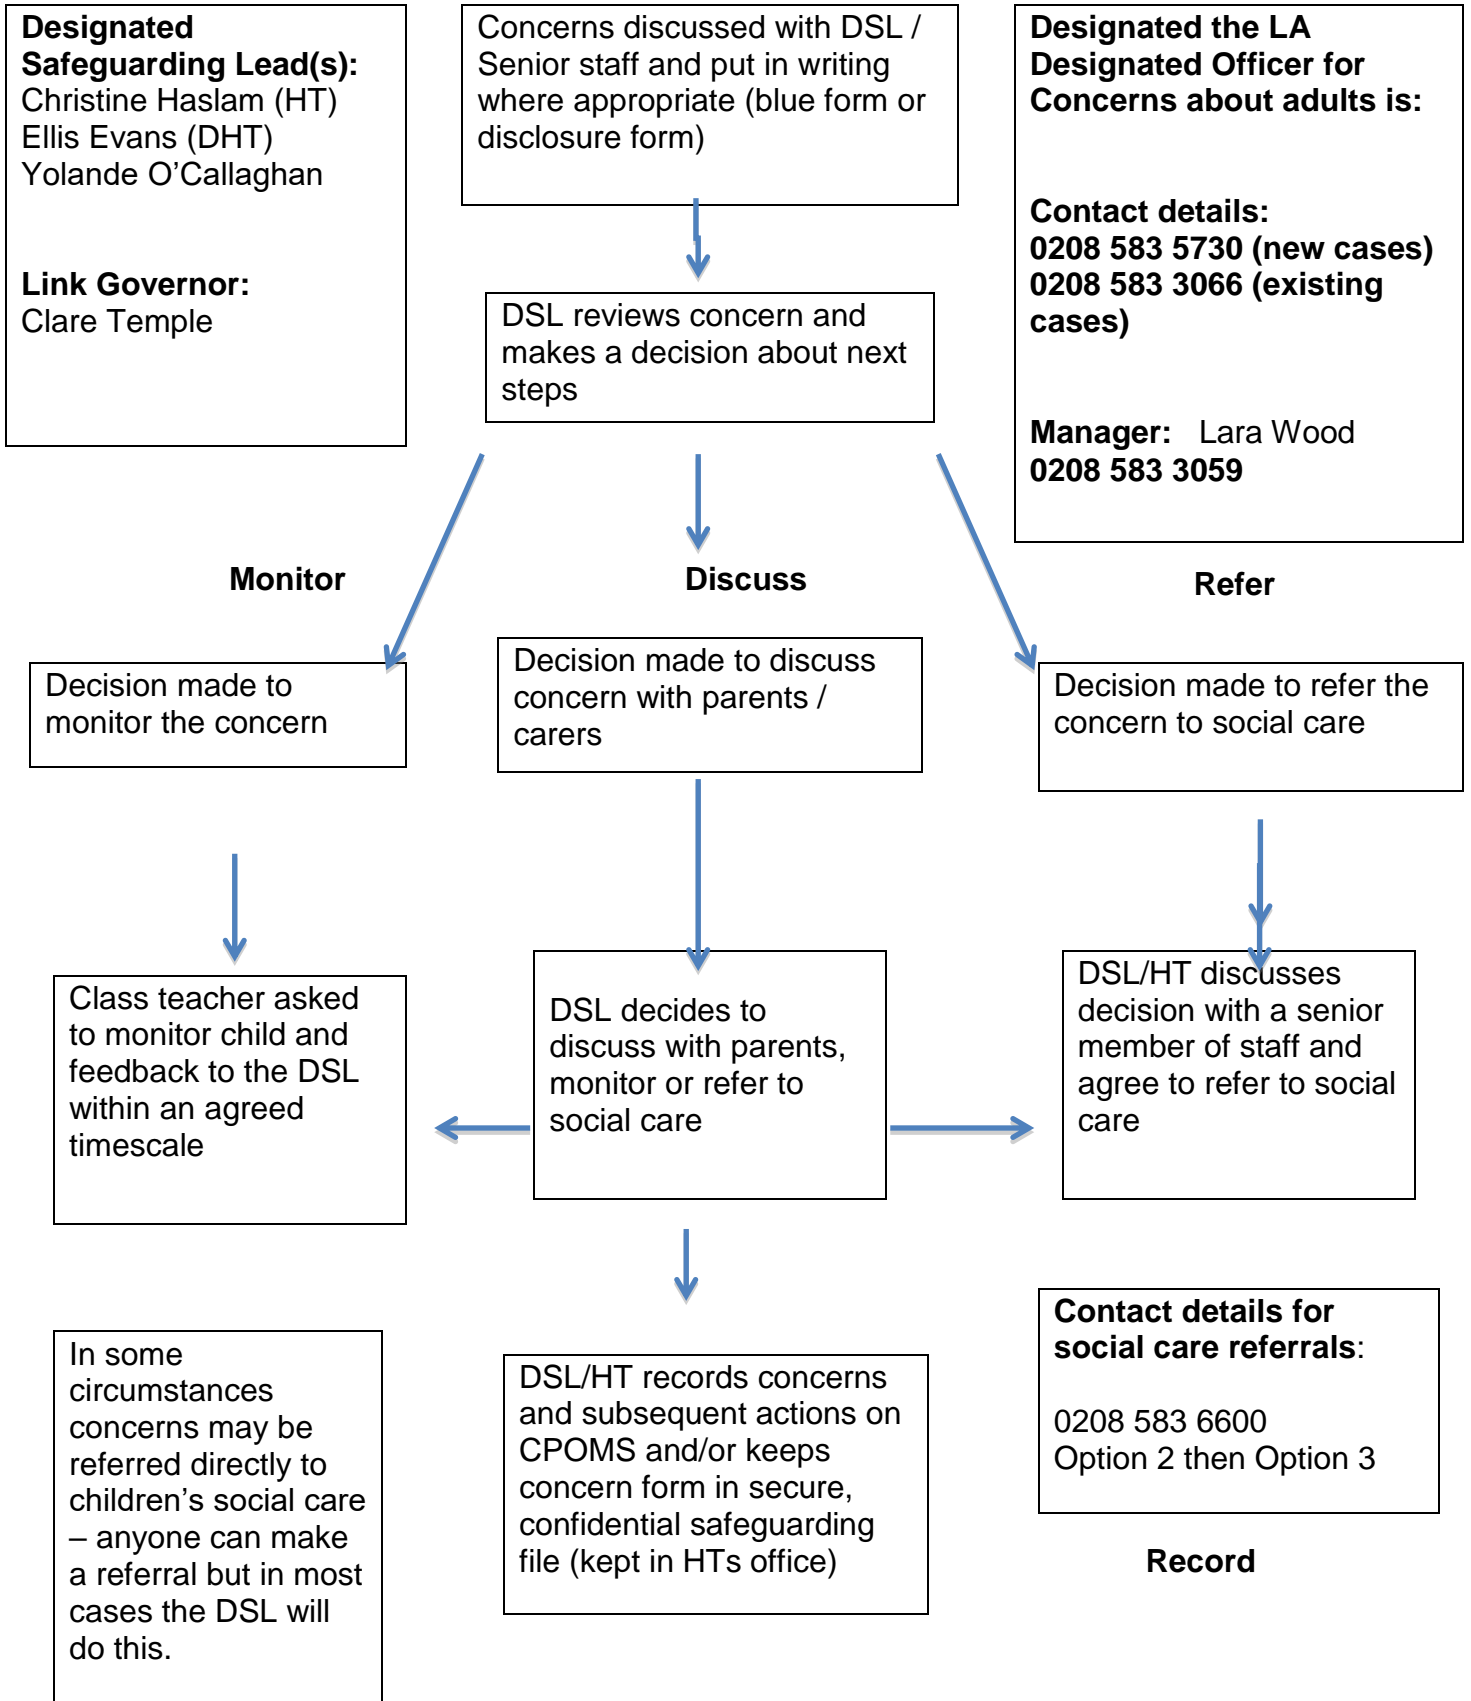 Designated
Safeguarding Lead(s):
Christine Haslam (HT)
Ellis Evans (DHT)
Yolande O’Callaghan
Link Governor:
Clare Temple
Concerns discussed with DSL /
Senior staff and put in writing
where appropriate (blue form or
disclosure form)
Designated the LA
Designated Officer for
Concerns about adults is:
Contact details:
0208 583 5730 (new cases)
0208 583 3066 (existing
cases)
Manager: Lara Wood
0208 583 3059
DSL reviews concern and
makes a decision about next
steps
Monitor
Discuss
Refer
Decision made to
monitor the concern
Decision made to discuss
concern with parents /
carers
Decision made to refer the
concern to social care
Class teacher asked
to monitor child and
feedback to the DSL
within an agreed
timescale
DSL decides to
discuss with parents,
monitor or refer to
social care
DSL/HT discusses
decision with a senior
member of staff and
agree to refer to social
care
In some
circumstances
concerns may be
referred directly to
children’s social care
– anyone can make
a referral but in most
cases the DSL will
do this.
DSL/HT records concerns
and subsequent actions on
CPOMS and/or keeps
concern form in secure,
confidential safeguarding
file (kept in HTs office)
Contact details for
social care referrals:
0208 583 6600
Option 2 then Option 3
Record